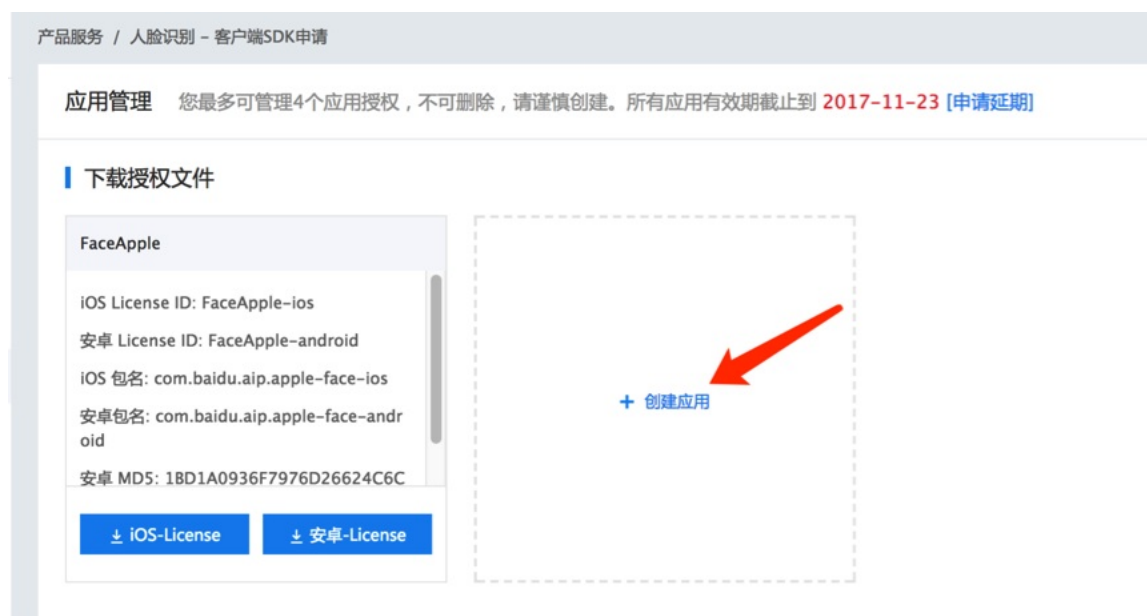 产品服务 / 人脸识别 – 客户端SDK申请
应用管理 您最多可管理4个应用授权，不可删除，请谨慎创建。所有应用有效期截止到 2017-11-23 [申请延期]
下载授权文件
FaceApple
iOS License ID: FaceApple-ios
安卓 License ID: FaceApple-android
iOS 包名: com.baidu.aip.apple-face-ios
安卓包名: com.baidu.aip.apple-face-andr
oid
安卓 MD5: 1BD1A0936F7976D26624C6C
iOS-License 安卓-License
+ 创建应用